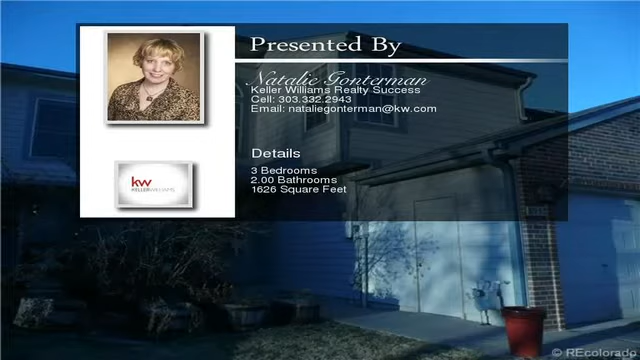 Presented By
Natalie Gonterman
Keller Williams Realty Success
Cell: 303.332.2943
Email: nataliegonterman@kw.com
Details
3 Bedrooms
2.00 Bathrooms
1626 Square Feet
kw
KELLERWILLIAMS
© REcolorado